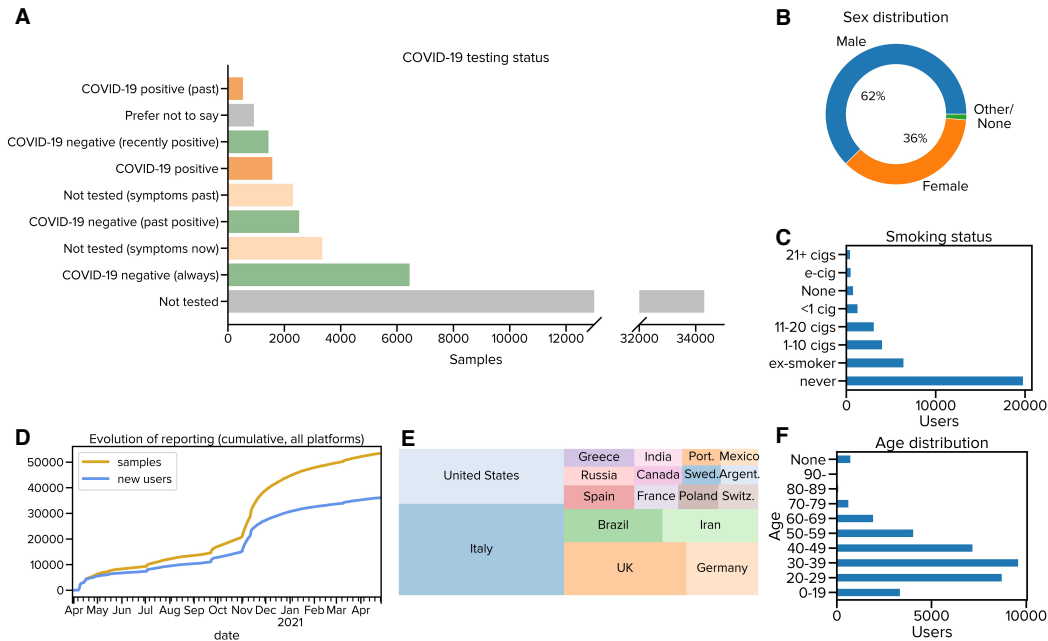 A
COVID-19 testing status
COVID-19 positive (past)
Prefer not to say
COVID-19 negative (recently positive)
COVID-19 positive
Not tested (symptoms past)
COVID-19 negative (past positive)
Not tested (symptoms now)
COVID-19 negative (always)
Not tested
0 2000 4000 6000 8000 10000 12000 32000 34000
Samples
B
Sex distribution
Male
62%
Other/
None
36%
Female
C
Smoking status
21+ cigs
e-cig
None
<1 cig
11-20 cigs
1-10 cigs
ex-smoker
never
0 10000 20000
Users
D
Evolution of reporting (cumulative, all platforms)
samples
new users
50000
40000
30000
20000
10000
0
Apr May Jun Jul Aug Sep Oct Nov Dec Jan Feb Mar Apr
2021
date
E
United States
Italy
Greece India Port. Mexico
Russia Canada Swed. Argent.
Spain France Poland Switz.
Brazil Iran
UK Germany
F
Age distribution
Age
None
90-
80-89
70-79
60-69
50-59
40-49
30-39
20-29
0-19
0 5000 10000
Users